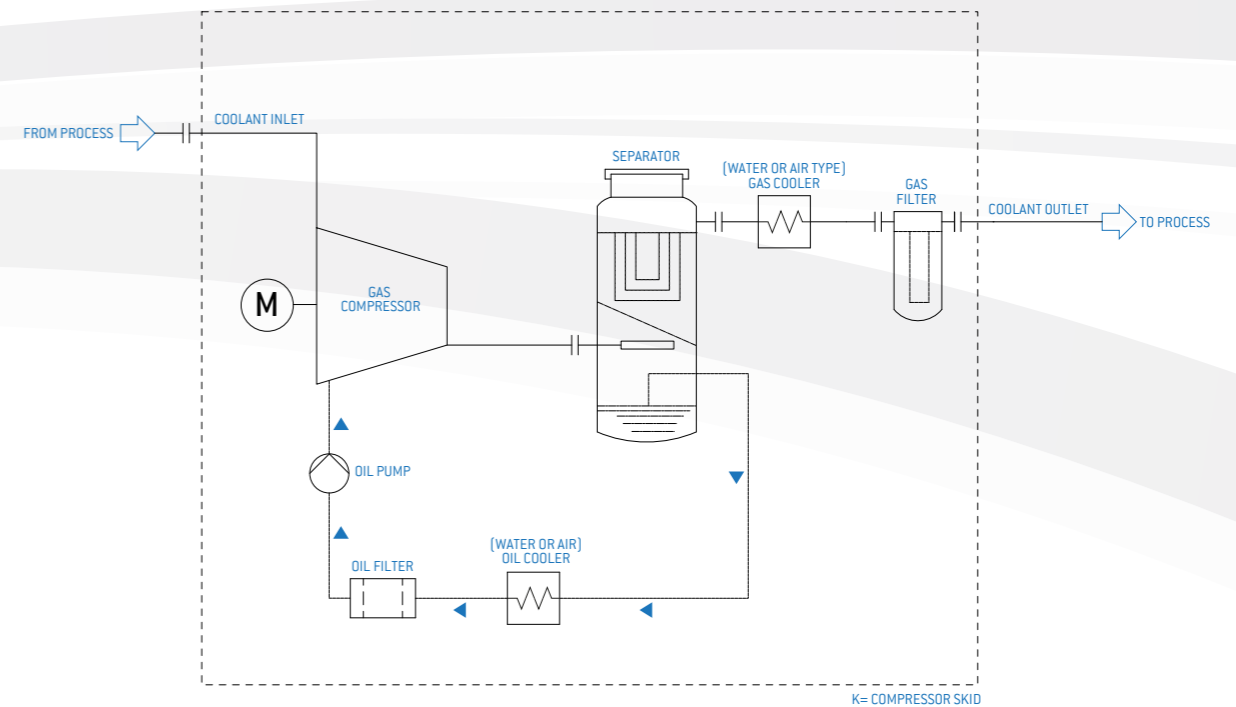 COOLANT INLET
FROM PROCESS
SEPARATOR
(WATER OR AIR TYPE)
GAS COOLER
GAS
FILTER
COOLANT OUTLET
TO PROCESS
M
GAS
COMPRESSOR
OIL PUMP
(WATER OR AIR)
OIL COOLER
OIL FILTER
K= COMPRESSOR SKID